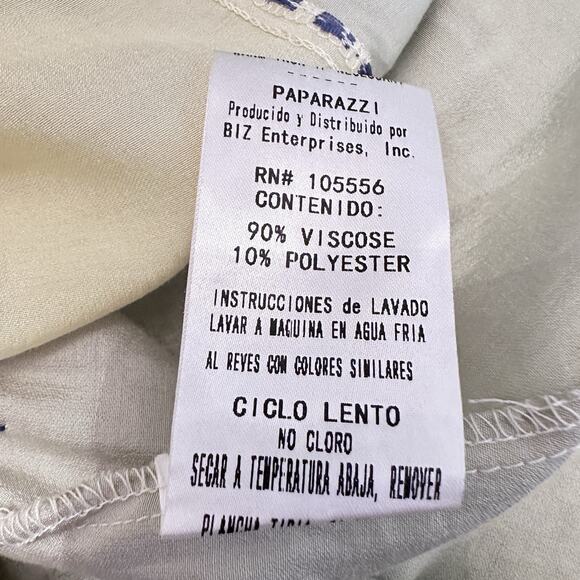 PAPARAZZI
Producido y Distribuido por
BIZ Enterprises, Inc.
RN# 105556
CONTENIDO:
90% VISCOSE
10% POLYESTER
INSTRUCCIONES de LAVADO
LAVAR A MAQUINA EN AGUA FRIA
AL REVES CON COLORES SIMILARES
CICLO LENTO
NO CLORO
SECAR A TEMPERATURA ABAJA, REMOVER
PLANCHA